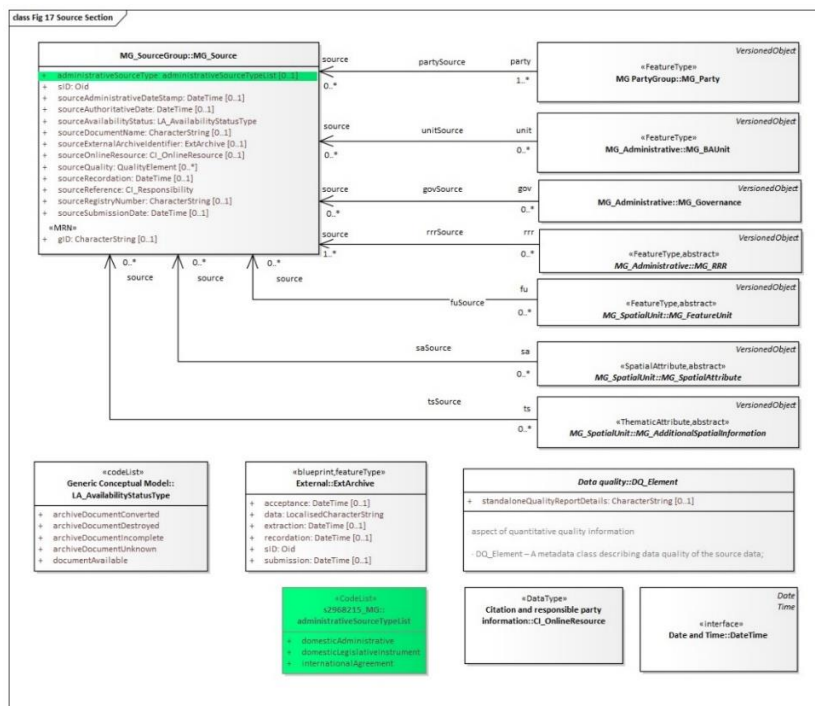 class Fig 17 Source Section
MG_SourceGroup::MG_Source
+ administrativeSourceType: administrativeSourceTypeList [0..1]
+ sID: Oid
+ sourceAdministrativeDateStamp: DateTime [0..1]
+ sourceAuthoritativeDate: DateTime [0..1]
+ sourceAvailabilityStatus: LA_AvailabilityStatusType
+ sourceDocumentName: CharacterString [0..1]
+ sourceExternalArchiveIdentifier: ExtArchive [0..1]
+ sourceOnlineResource: CI_OnlineResource [0..1]
+ sourceQuality: QualityElement [0..*]
+ sourceRecordation: DateTime [0..1]
+ sourceReference: CI_Responsibility
+ sourceRegistryNumber: CharacterString [0..1]
+ sourceSubmissionDate: DateTime [0..1]
«MRN»
+ gID: CharacterString [0..1]
source partySource party
0..* 1..*
VersionedObject
«FeatureType»
MG PartyGroup::MG_Party
source unitSource unit
0..* 0..*
VersionedObject
«FeatureType»
MG_Administrative::MG_BAUnit
source govSource gov
0..* 0..*
VersionedObject
MG_Administrative::MG_Governance
source rrrSource rrr
1..* 0..*
VersionedObject
«FeatureType,abstract»
MG_Administrative::MG_RRR
0..* 0..* 0..*
source source source
fuSource fu
0..*
VersionedObject
«FeatureType,abstract»
MG_SpatialUnit::MG_FeatureUnit
saSource sa
0..*
VersionedObject
«SpatialAttribute,abstract»
MG_SpatialUnit::MG_SpatialAttribute
tsSource ts
0..*
VersionedObject
«ThematicAttribute,abstract»
MG_SpatialUnit::MG_AdditionalSpatialInformation
«codeList»
Generic Conceptual Model::
LA_AvailabilityStatusType
+ archiveDocumentConverted
+ archiveDocumentDestroyed
+ archiveDocumentIncomplete
+ archiveDocumentUnknown
+ documentAvailable
«blueprint,featureType»
External::ExtArchive
+ acceptance: DateTime [0..1]
+ data: LocalisedCharacterString
+ extraction: DateTime [0..1]
+ recordation: DateTime [0..1]
+ sID: Oid
+ submission: DateTime [0..1]
Data quality::DQ_Element
+ standaloneQualityReportDetails: CharacterString [0..1]
aspect of quantitative quality information
- DQ_Element – A metadata class describing data quality of the source data;
«CodeList»
s2968215_MG::
administrativeSourceTypeList
+ domesticAdministrative
+ domesticLegislativeInstrument
+ internationalAgreement
«DataType»
Citation and responsible party
information::CI_OnlineResource
Date
Time
«interface»
Date and Time::DateTime